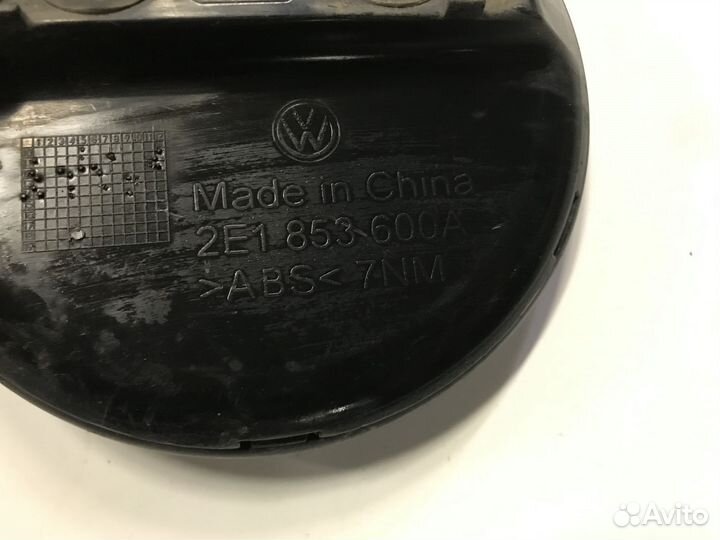 Made in China
2E1 853 600A
>ABS< 7NM
Avito